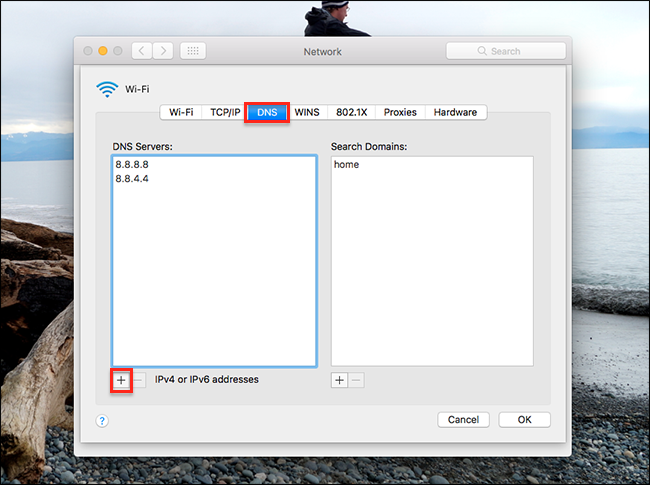 Network
Search
Wi-Fi
Wi-Fi TCP/IP DNS WINS 802.1X Proxies Hardware
DNS Servers: Search Domains:
8.8.8.8 home
8.8.4.4
+ − IPv4 or IPv6 addresses + −
? Cancel OK